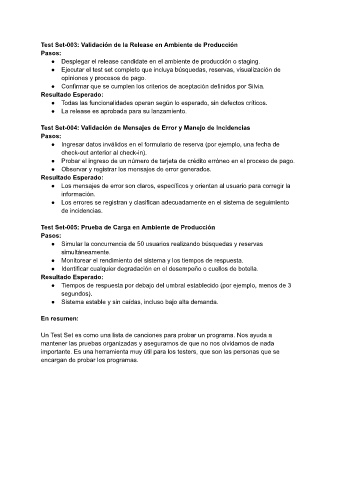 Test Set-003: Validación de la Release en Ambiente de Producción
Pasos:
● Desplegar el release candidate en el ambiente de producción o staging.
● Ejecutar el test set completo que incluya búsquedas, reservas, visualización de
opiniones y procesos de pago.
● Confirmar que se cumplen los criterios de aceptación definidos por Silvia.
Resultado Esperado:
● Todas las funcionalidades operan según lo esperado, sin defectos críticos.
● La release es aprobada para su lanzamiento.
Test Set-004: Validación de Mensajes de Error y Manejo de Incidencias
Pasos:
● Ingresar datos inválidos en el formulario de reserva (por ejemplo, una fecha de
check-out anterior al check-in).
● Probar el ingreso de un número de tarjeta de crédito erróneo en el proceso de pago.
● Observar y registrar los mensajes de error generados.
Resultado Esperado:
● Los mensajes de error son claros, específicos y orientan al usuario para corregir la
información.
● Los errores se registran y clasifican adecuadamente en el sistema de seguimiento
de incidencias.
Test Set-005: Prueba de Carga en Ambiente de Producción
Pasos:
● Simular la concurrencia de 50 usuarios realizando búsquedas y reservas
simultáneamente.
● Monitorear el rendimiento del sistema y los tiempos de respuesta.
● Identificar cualquier degradación en el desempeño o cuellos de botella.
Resultado Esperado:
● Tiempos de respuesta por debajo del umbral establecido (por ejemplo, menos de 3
segundos).
● Sistema estable y sin caídas, incluso bajo alta demanda.
En resumen:
Un Test Set es como una lista de canciones para probar un programa. Nos ayuda a
mantener las pruebas organizadas y asegurarnos de que no nos olvidamos de nada
importante. Es una herramienta muy útil para los testers, que son las personas que se
encargan de probar los programas.